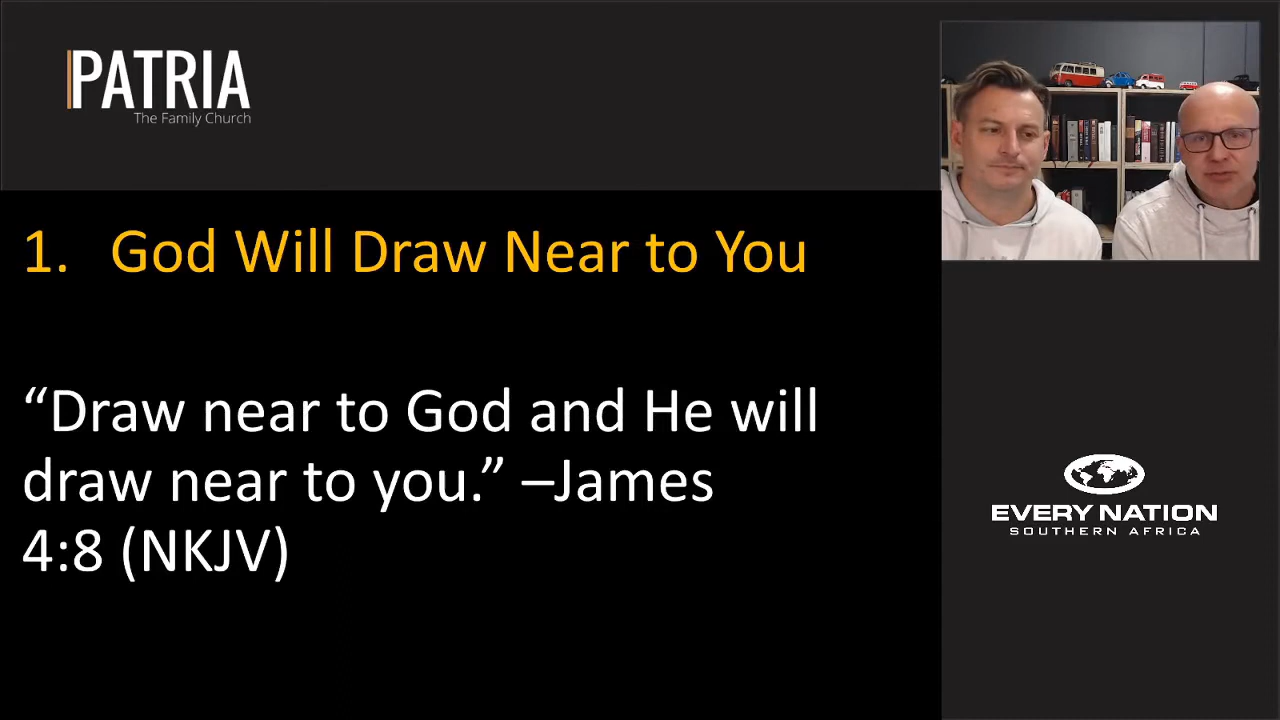 PATRIA
The Family Church
1. God Will Draw Near to You
“Draw near to God and He will
draw near to you.” –James
4:8 (NKJV)
EVERY NATION
SOUTHERN AFRICA